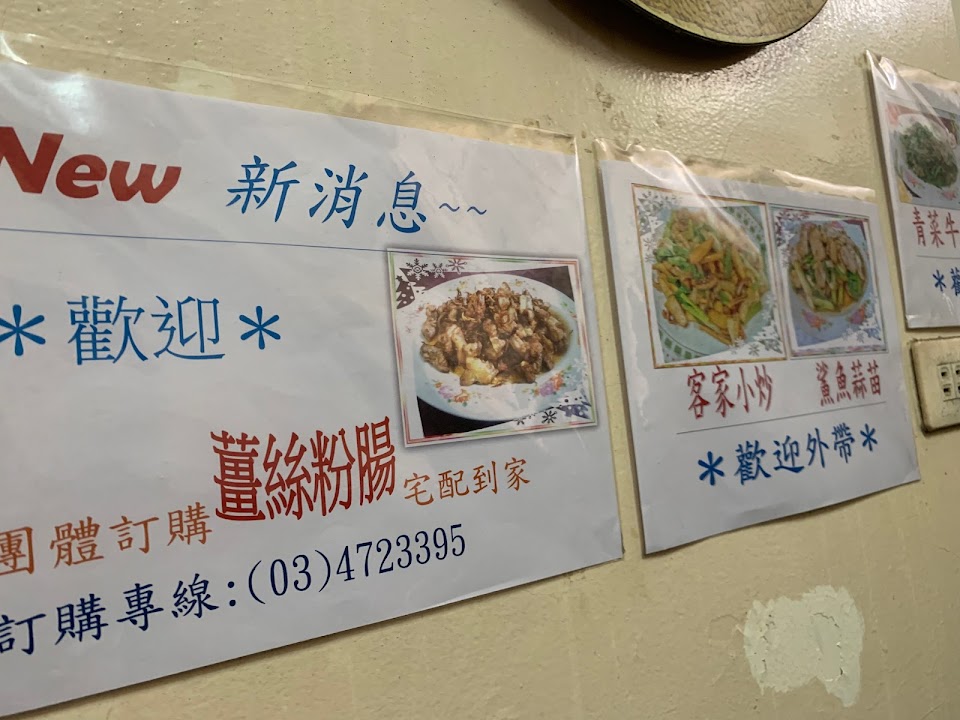 New 新消息~~
*歡迎*
團體訂購薑絲粉腸宅配到家
訂購專線:(03)4723395
客家小炒 鯊魚蒜苗
*歡迎外帶*
青菜牛
*歡